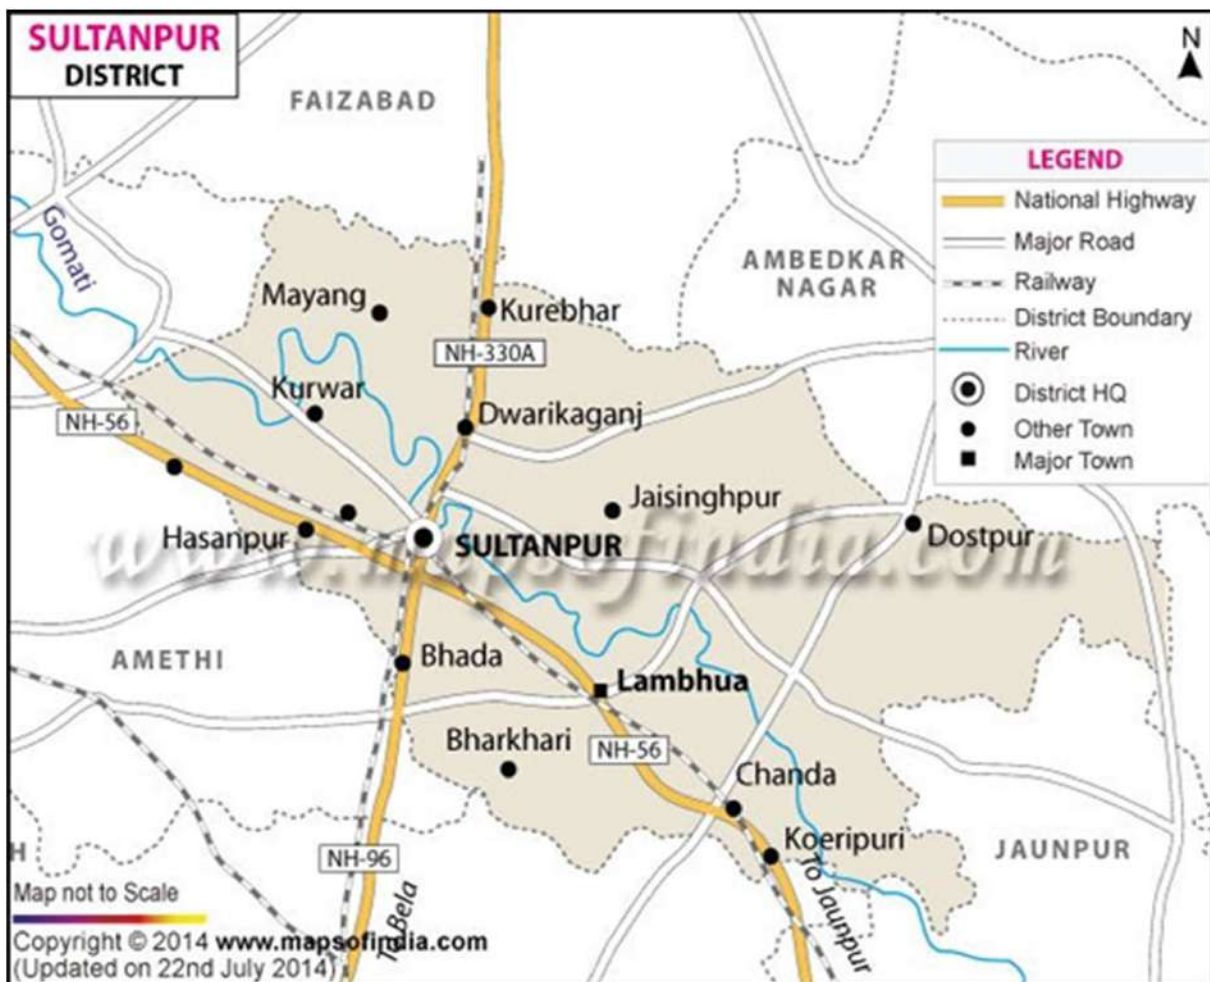 SULTANPUR
DISTRICT
N
FAIZABAD
LEGEND
National Highway
Major Road
Railway
District Boundary
River
District HQ
Other Town
Major Town
Gomati
AMBEDKAR
NAGAR
Mayang
Kurebhar
NH-330A
Kurwar
Dwarikaganj
NH-56
Jaisinghpur
Hasanpur
SULTANPUR
Dostpur
www.mapsofindia.com
AMETHI
Bhada
Lambhua
Bharkhari
NH-56
Chanda
Koeripuri
JAUNPUR
H
NH-96
To Bela
To Jaunpur
Map not to Scale
Copyright © 2014 www.mapsofindia.com
(Updated on 22nd July 2014)